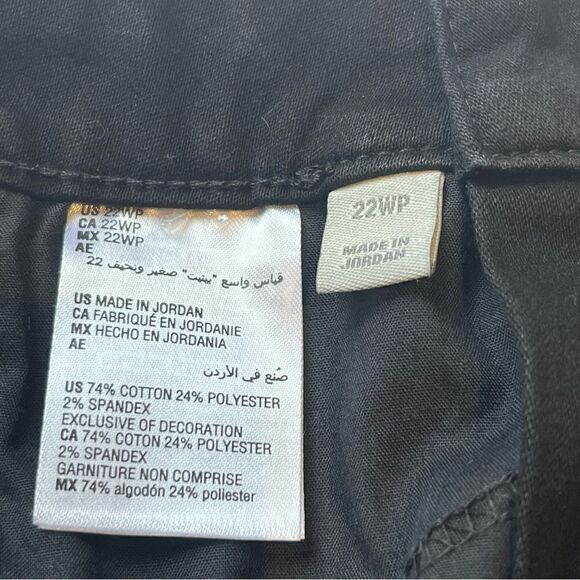 US 22WP
CA 22WP
MX 22WP
AE
قياس واسع "بيتيت" صغير ونحيف 22
US MADE IN JORDAN
CA FABRIQUÉ EN JORDANIE
MX HECHO EN JORDANIA
AE
صُنع في الأردن
US 74% COTTON 24% POLYESTER
2% SPANDEX
EXCLUSIVE OF DECORATION
CA 74% COTON 24% POLYESTER
2% SPANDEX
GARNITURE NON COMPRISE
MX 74% algodón 24% poliester
22WP
MADE IN
JORDAN